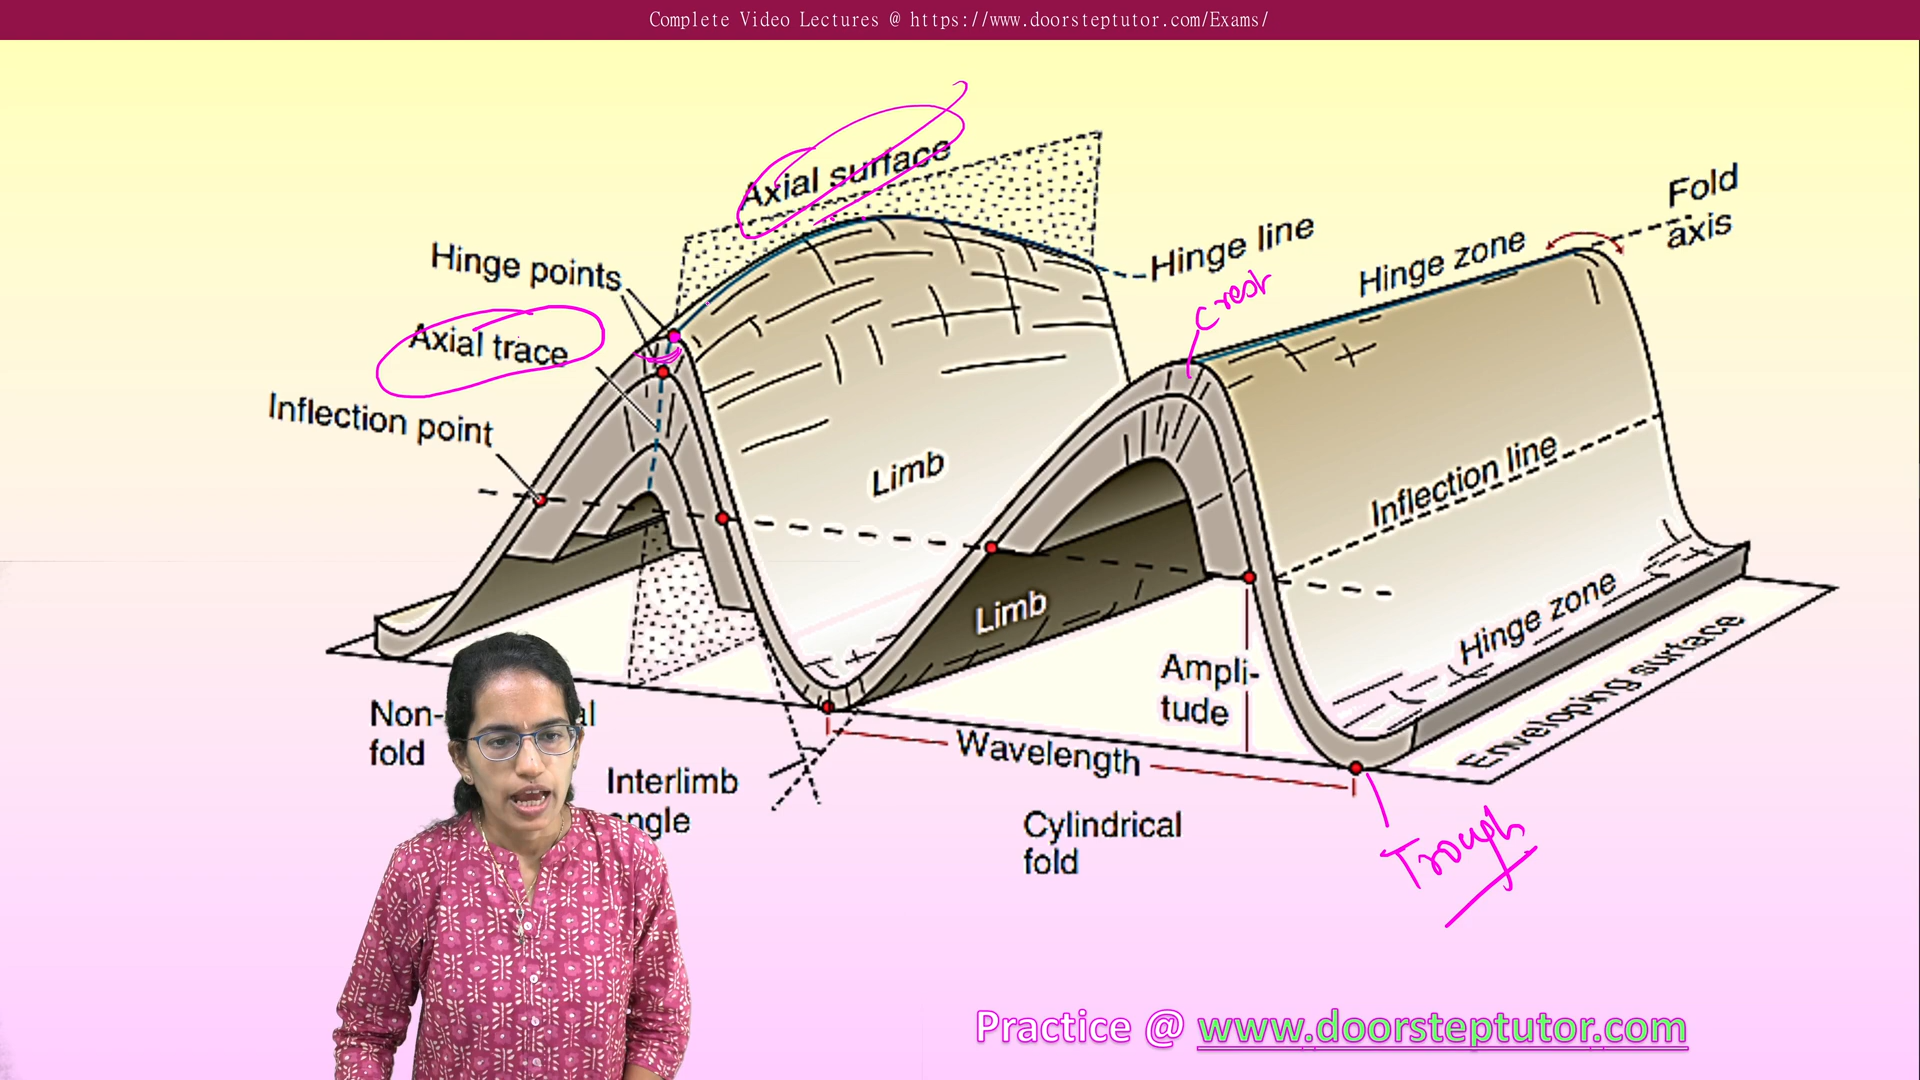 Complete Video Lectures @ https://www.doorsteptutor.com/Exams/
Axial surface
Fold
axis
Hinge points
Hinge line
Hinge zone
crest
Axial trace
Inflection point
Limb
Inflection line
Limb
Hinge zone
Ampli-
tude
Enveloping surface
Non-
al
fold
Wavelength
Interlimb
angle
Cylindrical
fold
Trough
Practice @ www.doorsteptutor.com